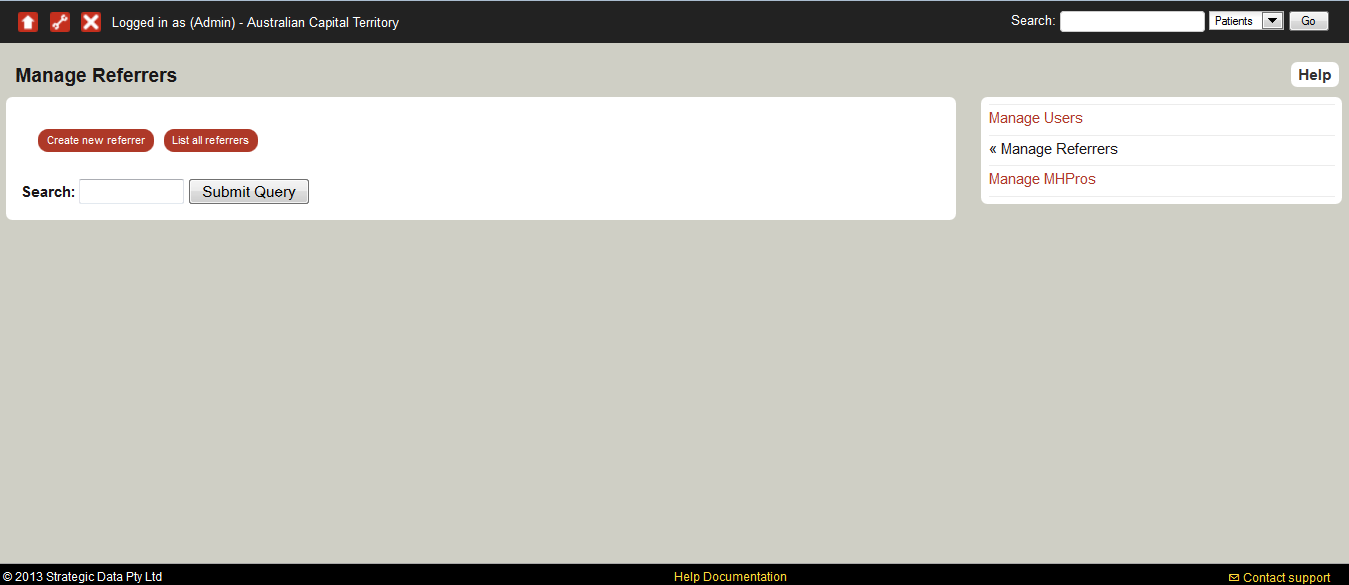 Logged in as (Admin) - Australian Capital Territory
Search: Patients Go
Manage Referrers
Help
Create new referrer List all referrers
Search: Submit Query
Manage Users
« Manage Referrers
Manage MHPros
© 2013 Strategic Data Pty Ltd
Help Documentation
Contact support